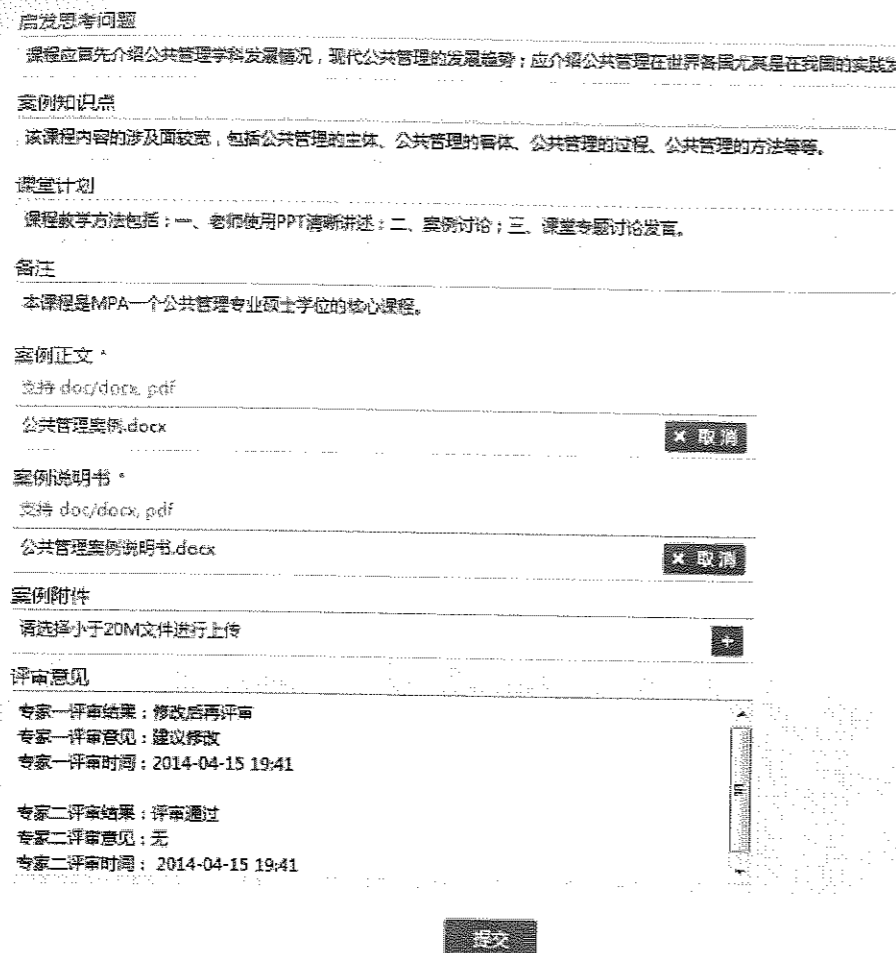 启发思考问题
课程应首先介绍公共管理学科发展情况，现代公共管理的发展趋势；应介绍公共管理在世界各国尤其是在我国的实践发
案例知识点
该课程内容的涉及面较宽，包括公共管理的主体、公共管理的客体、公共管理的过程、公共管理的方法等等。
课堂计划
课程教学方法包括：一、老师使用PPT清晰讲述；二、案例讨论；三、课堂专题讨论发言。
备注
本课程是MPA一个公共管理专业硕士学位的核心课程。
案例正文 *
支持 doc/docx, pdf
公共管理案例.docx
× 取消
案例说明书 *
支持 doc/docx, pdf
公共管理案例说明书.docx
× 取消
案例附件
请选择小于20M文件进行上传
+
评审意见
专家一评审结果：修改后再评审
专家一评审意见：建议修改
专家一评审时间：2014-04-15 19:41
专家二评审结果：评审通过
专家二评审意见：无
专家二评审时间： 2014-04-15 19:41
提交